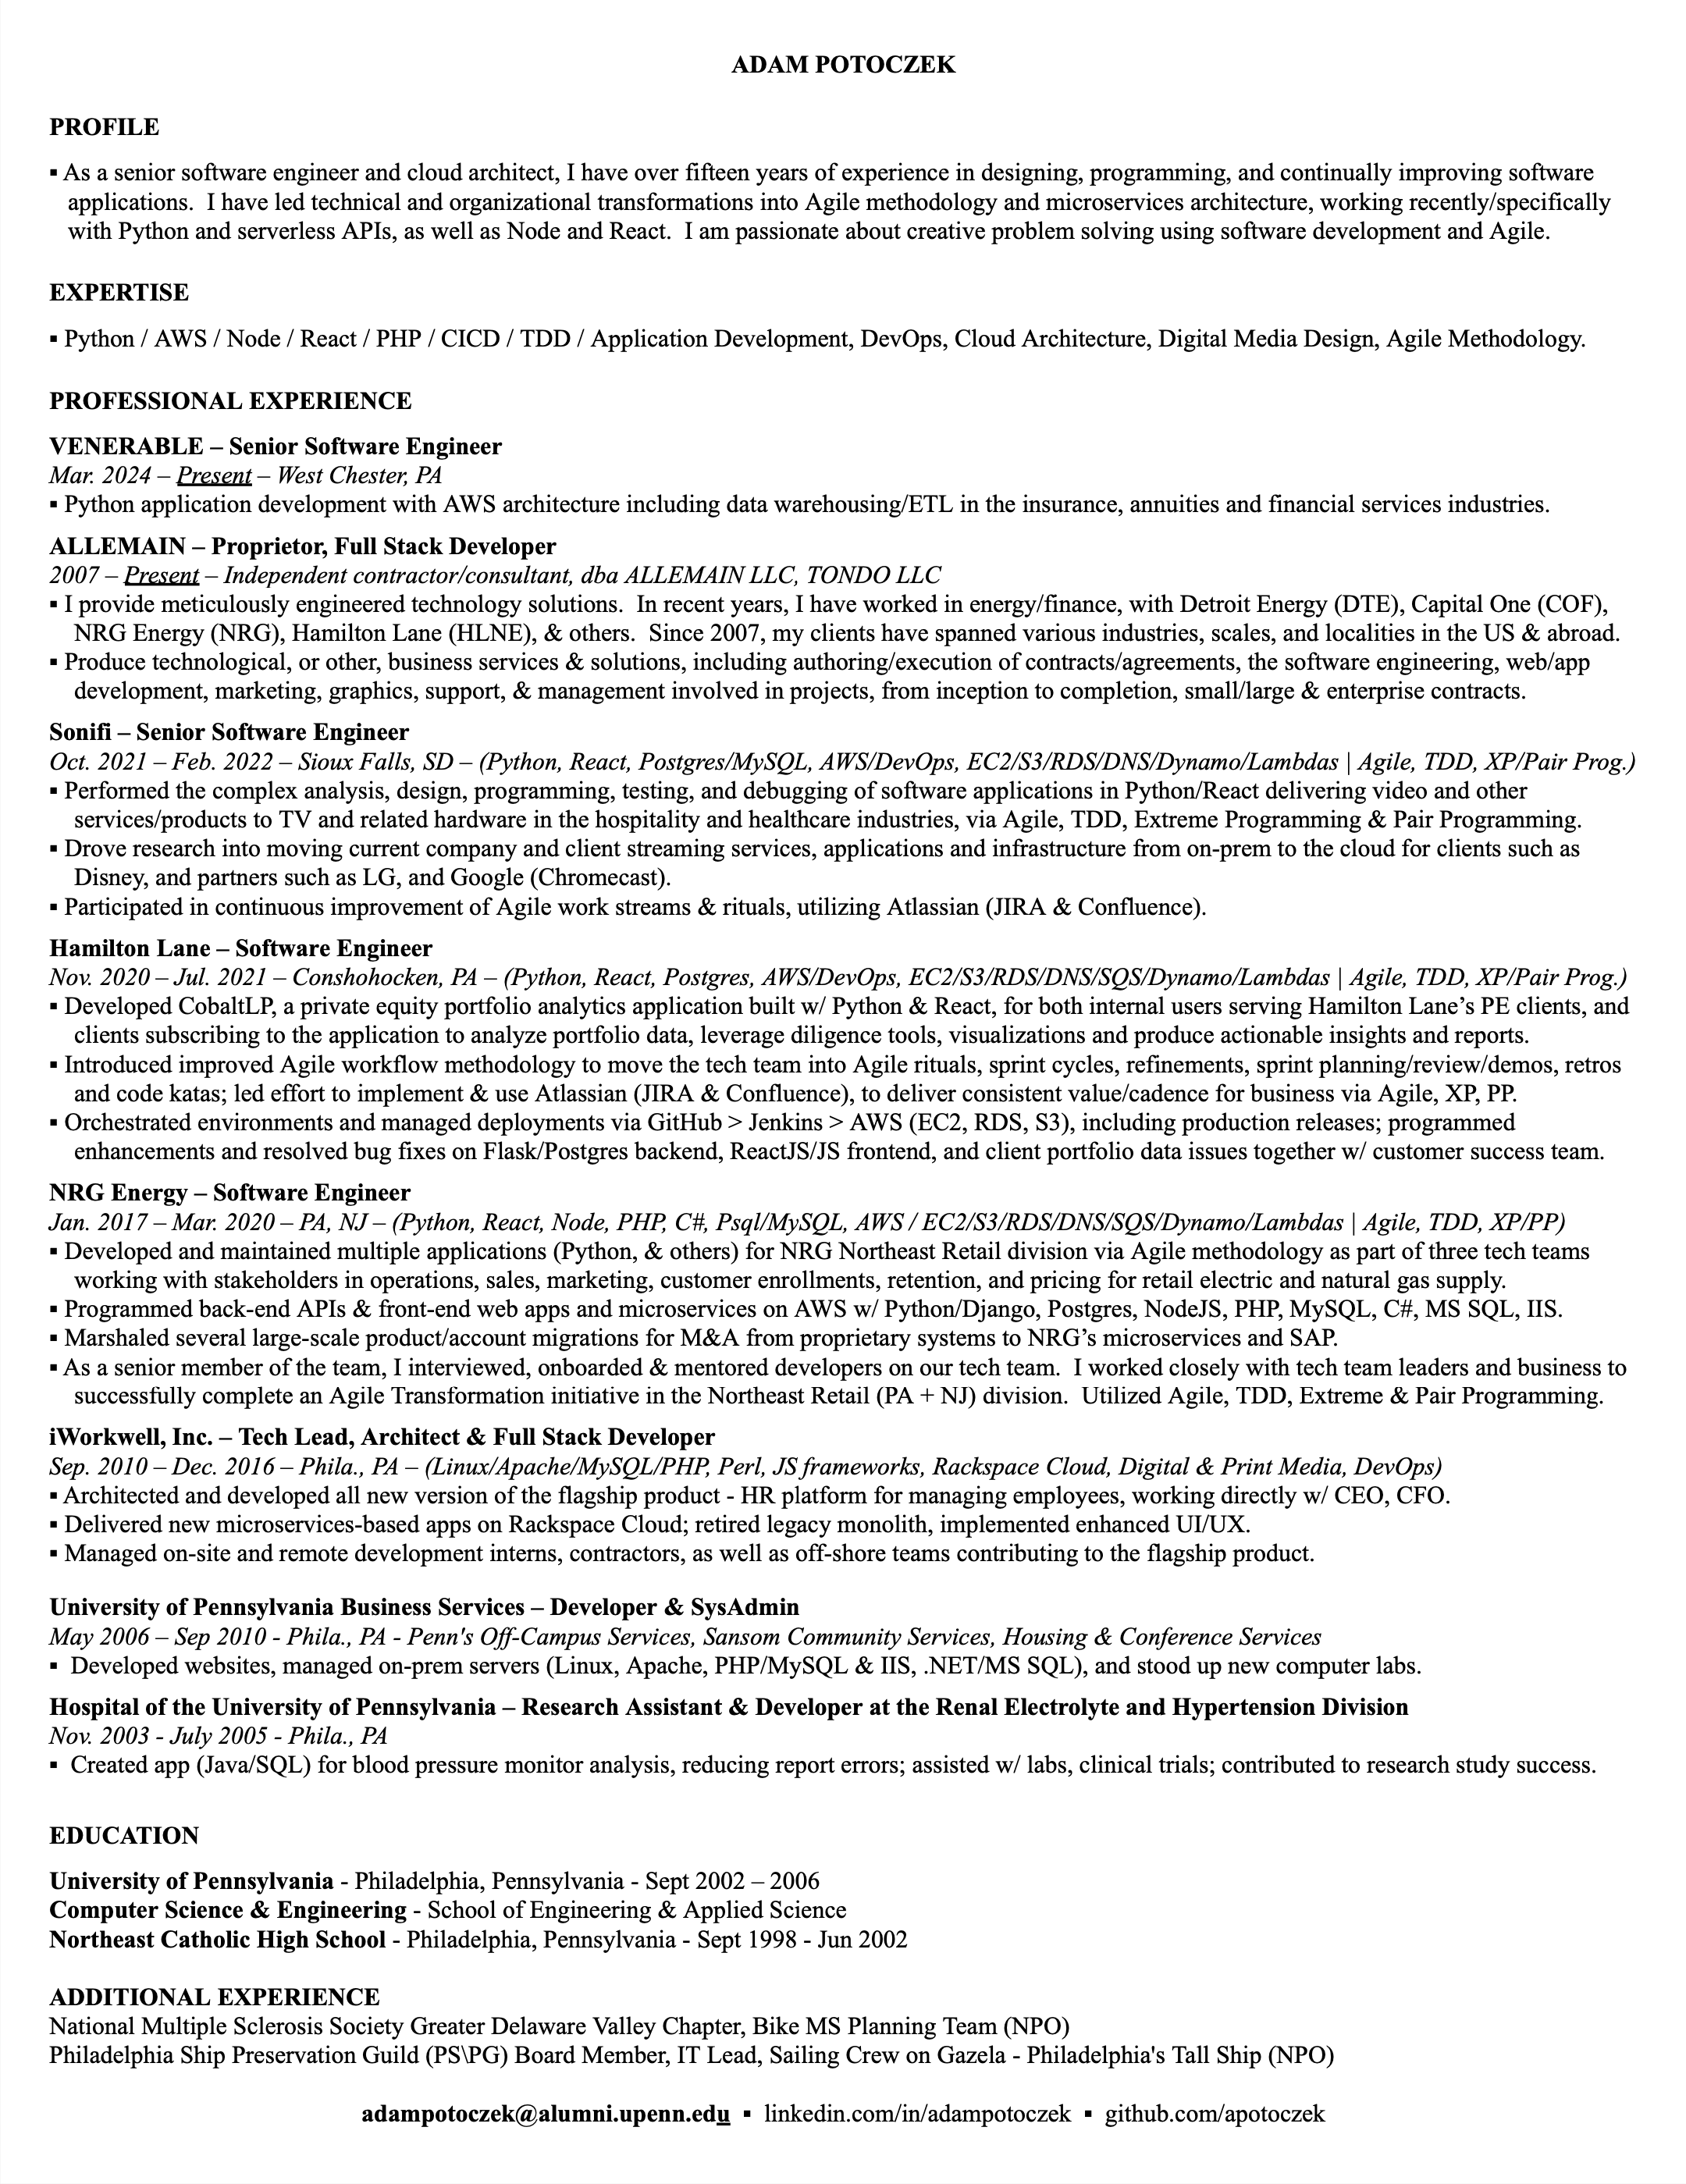 ADAM POTOCZEK
PROFILE
▪ As a senior software engineer and cloud architect, I have over fifteen years of experience in designing, programming, and continually improving software
applications.  I have led technical and organizational transformations into Agile methodology and microservices architecture, working recently/specifically
with Python and serverless APIs, as well as Node and React.  I am passionate about creative problem solving using software development and Agile.
EXPERTISE
▪ Python / AWS / Node / React / PHP / CICD / TDD / Application Development, DevOps, Cloud Architecture, Digital Media Design, Agile Methodology.
PROFESSIONAL EXPERIENCE
VENERABLE – Senior Software Engineer
Mar. 2024 – Present – West Chester, PA
▪ Python application development with AWS architecture including data warehousing/ETL in the insurance, annuities and financial services industries.
ALLEMAIN – Proprietor, Full Stack Developer
2007 – Present – Independent contractor/consultant, dba ALLEMAIN LLC, TONDO LLC
▪ I provide meticulously engineered technology solutions.  In recent years, I have worked in energy/finance, with Detroit Energy (DTE), Capital One (COF),
NRG Energy (NRG), Hamilton Lane (HLNE), & others.  Since 2007, my clients have spanned various industries, scales, and localities in the US & abroad.
▪ Produce technological, or other, business services & solutions, including authoring/execution of contracts/agreements, the software engineering, web/app
development, marketing, graphics, support, & management involved in projects, from inception to completion, small/large & enterprise contracts.
Sonifi – Senior Software Engineer
Oct. 2021 – Feb. 2022 – Sioux Falls, SD – (Python, React, Postgres/MySQL, AWS/DevOps, EC2/S3/RDS/DNS/Dynamo/Lambdas | Agile, TDD, XP/Pair Prog.)
▪ Performed the complex analysis, design, programming, testing, and debugging of software applications in Python/React delivering video and other
services/products to TV and related hardware in the hospitality and healthcare industries, via Agile, TDD, Extreme Programming & Pair Programming.
▪ Drove research into moving current company and client streaming services, applications and infrastructure from on-prem to the cloud for clients such as
Disney, and partners such as LG, and Google (Chromecast).
▪ Participated in continuous improvement of Agile work streams & rituals, utilizing Atlassian (JIRA & Confluence).
Hamilton Lane – Software Engineer
Nov. 2020 – Jul. 2021 – Conshohocken, PA – (Python, React, Postgres, AWS/DevOps, EC2/S3/RDS/DNS/SQS/Dynamo/Lambdas | Agile, TDD, XP/Pair Prog.)
▪ Developed CobaltLP, a private equity portfolio analytics application built w/ Python & React, for both internal users serving Hamilton Lane’s PE clients, and
clients subscribing to the application to analyze portfolio data, leverage diligence tools, visualizations and produce actionable insights and reports.
▪ Introduced improved Agile workflow methodology to move the tech team into Agile rituals, sprint cycles, refinements, sprint planning/review/demos, retros
and code katas; led effort to implement & use Atlassian (JIRA & Confluence), to deliver consistent value/cadence for business via Agile, XP, PP.
▪ Orchestrated environments and managed deployments via GitHub > Jenkins > AWS (EC2, RDS, S3), including production releases; programmed
enhancements and resolved bug fixes on Flask/Postgres backend, ReactJS/JS frontend, and client portfolio data issues together w/ customer success team.
NRG Energy – Software Engineer
Jan. 2017 – Mar. 2020 – PA, NJ – (Python, React, Node, PHP, C#, Psql/MySQL, AWS / EC2/S3/RDS/DNS/SQS/Dynamo/Lambdas | Agile, TDD, XP/PP)
▪ Developed and maintained multiple applications (Python, & others) for NRG Northeast Retail division via Agile methodology as part of three tech teams
working with stakeholders in operations, sales, marketing, customer enrollments, retention, and pricing for retail electric and natural gas supply.
▪ Programmed back-end APIs & front-end web apps and microservices on AWS w/ Python/Django, Postgres, NodeJS, PHP, MySQL, C#, MS SQL, IIS.
▪ Marshaled several large-scale product/account migrations for M&A from proprietary systems to NRG’s microservices and SAP.
▪ As a senior member of the team, I interviewed, onboarded & mentored developers on our tech team.  I worked closely with tech team leaders and business to
successfully complete an Agile Transformation initiative in the Northeast Retail (PA + NJ) division.  Utilized Agile, TDD, Extreme & Pair Programming.
iWorkwell, Inc. – Tech Lead, Architect & Full Stack Developer
Sep. 2010 – Dec. 2016 – Phila., PA – (Linux/Apache/MySQL/PHP, Perl, JS frameworks, Rackspace Cloud, Digital & Print Media, DevOps)
▪ Architected and developed all new version of the flagship product - HR platform for managing employees, working directly w/ CEO, CFO.
▪ Delivered new microservices-based apps on Rackspace Cloud; retired legacy monolith, implemented enhanced UI/UX.
▪ Managed on-site and remote development interns, contractors, as well as off-shore teams contributing to the flagship product.
University of Pennsylvania Business Services – Developer & SysAdmin
May 2006 – Sep 2010 - Phila., PA - Penn's Off-Campus Services, Sansom Community Services, Housing & Conference Services
▪ Developed websites, managed on-prem servers (Linux, Apache, PHP/MySQL & IIS, .NET/MS SQL), and stood up new computer labs.
Hospital of the University of Pennsylvania – Research Assistant & Developer at the Renal Electrolyte and Hypertension Division
Nov. 2003 - July 2005 - Phila., PA
▪ Created app (Java/SQL) for blood pressure monitor analysis, reducing report errors; assisted w/ labs, clinical trials; contributed to research study success.
EDUCATION
University of Pennsylvania - Philadelphia, Pennsylvania - Sept 2002 – 2006
Computer Science & Engineering - School of Engineering & Applied Science
Northeast Catholic High School - Philadelphia, Pennsylvania - Sept 1998 - Jun 2002
ADDITIONAL EXPERIENCE
National Multiple Sclerosis Society Greater Delaware Valley Chapter, Bike MS Planning Team (NPO)
Philadelphia Ship Preservation Guild (PS\PG) Board Member, IT Lead, Sailing Crew on Gazela - Philadelphia's Tall Ship (NPO)
adampotoczek@alumni.upenn.edu ▪ linkedin.com/in/adampotoczek ▪ github.com/apotoczek